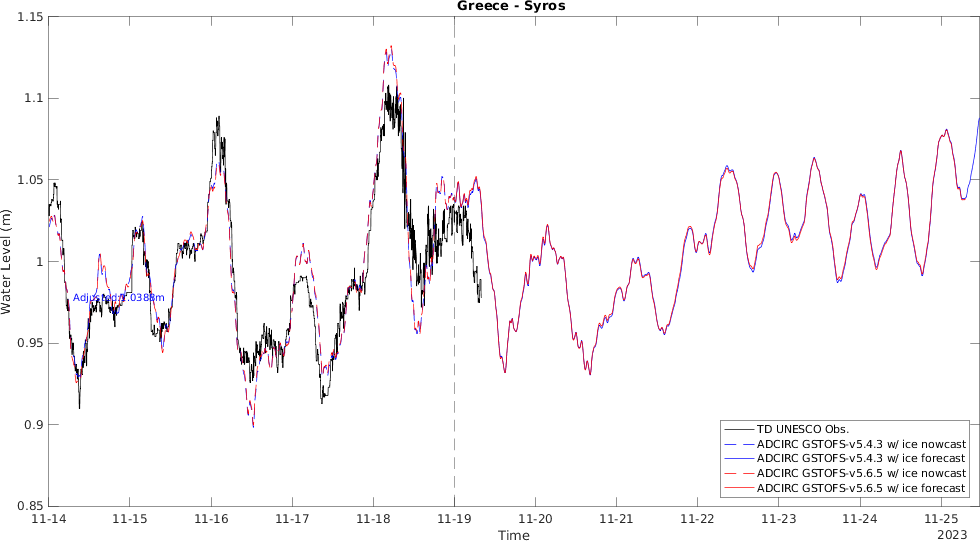 Greece - Syros
1.15
1.1
1.05
1
0.95
0.9
0.85
Water Level (m)
Adjusted:1.0388m
TD UNESCO Obs.
ADCIRC GSTOFS-v5.4.3 w/ ice nowcast
ADCIRC GSTOFS-v5.4.3 w/ ice forecast
ADCIRC GSTOFS-v5.6.5 w/ ice nowcast
ADCIRC GSTOFS-v5.6.5 w/ ice forecast
11-14 11-15 11-16 11-17 11-18 11-19 11-20 11-21 11-22 11-23 11-24 11-25
Time
2023